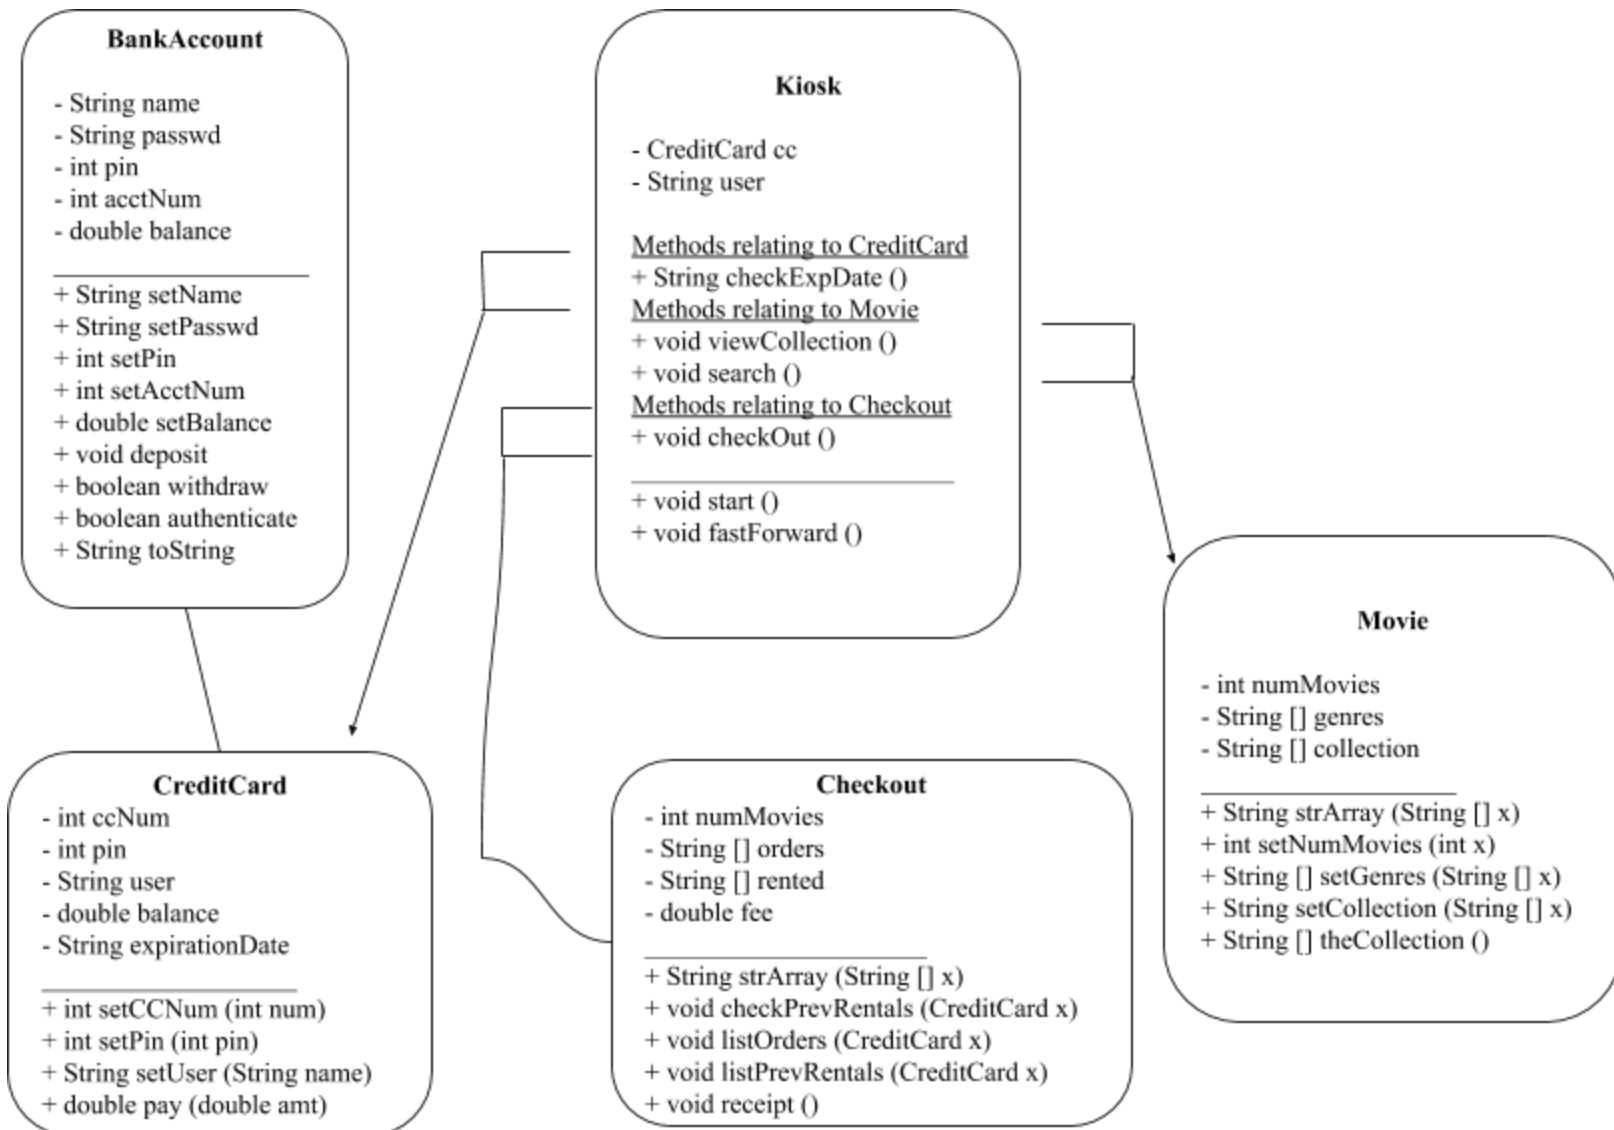 BankAccount
- String name
- String passwd
- int pin
- int acctNum
- double balance
+ String setName
+ String setPasswd
+ int setPin
+ int setAcctNum
+ double setBalance
+ void deposit
+ boolean withdraw
+ boolean authenticate
+ String toString
Kiosk
- CreditCard cc
- String user
Methods relating to CreditCard
+ String checkExpDate ()
Methods relating to Movie
+ void viewCollection ()
+ void search ()
Methods relating to Checkout
+ void checkOut ()
+ void start ()
+ void fastForward ()
Movie
- int numMovies
- String [] genres
- String [] collection
+ String strArray (String [] x)
+ int setNumMovies (int x)
+ String [] setGenres (String [] x)
+ String setCollection (String [] x)
+ String [] theCollection ()
CreditCard
- int ccNum
- int pin
- String user
- double balance
- String expirationDate
+ int setCCNum (int num)
+ int setPin (int pin)
+ String setUser (String name)
+ double pay (double amt)
Checkout
- int numMovies
- String [] orders
- String [] rented
- double fee
+ String strArray (String [] x)
+ void checkPrevRentals (CreditCard x)
+ void listOrders (CreditCard x)
+ void listPrevRentals (CreditCard x)
+ void receipt ()